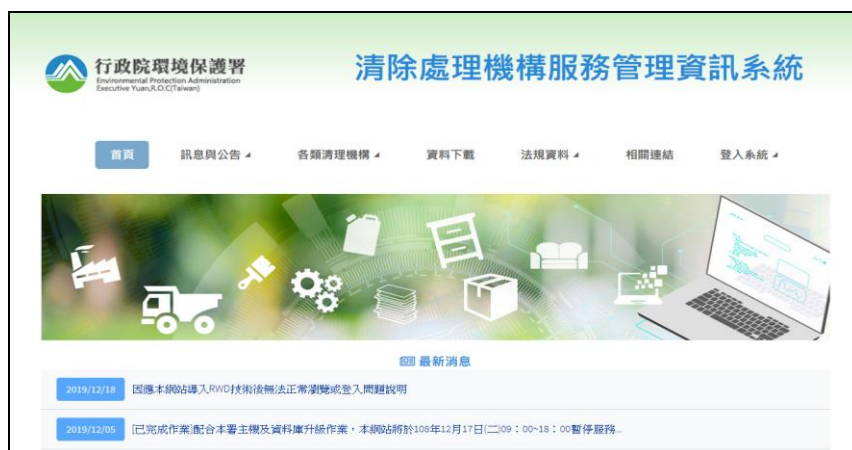 行政院環境保護署
Environmental Protection Administration
Executive Yuan,R.O.C(Taiwan)
清除處理機構服務管理資訊系統
首頁 訊息與公告 各類清理機構 資料下載 法規資料 相關連結 登入系統
最新消息
2019/12/18 因應本網站導入RWD技術後無法正常瀏覽或登入問題說明
2019/12/05 [已完成作業]配合本署主機及資料庫升級作業，本網站將於108年12月17日(二)09：00~18：00暫停服務...